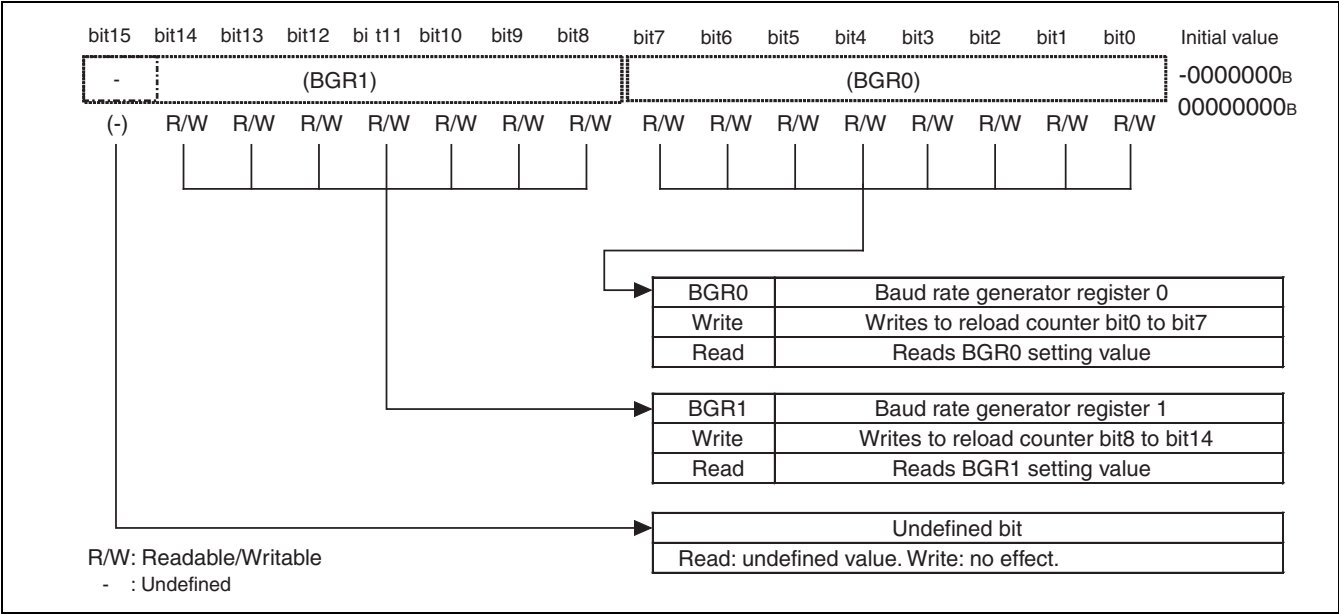 bit15 bit14 bit13 bit12 bi t11 bit10 bit9 bit8 bit7 bit6 bit5 bit4 bit3 bit2 bit1 bit0 Initial value
- (BGR1) (BGR0) -0000000B
00000000B
(-) R/W R/W R/W R/W R/W R/W R/W R/W R/W R/W R/W R/W R/W R/W R/W
BGR0 Baud rate generator register 0
Write Writes to reload counter bit0 to bit7
Read Reads BGR0 setting value
BGR1 Baud rate generator register 1
Write Writes to reload counter bit8 to bit14
Read Reads BGR1 setting value
Undefined bit
Read: undefined value. Write: no effect.
R/W: Readable/Writable
- : Undefined